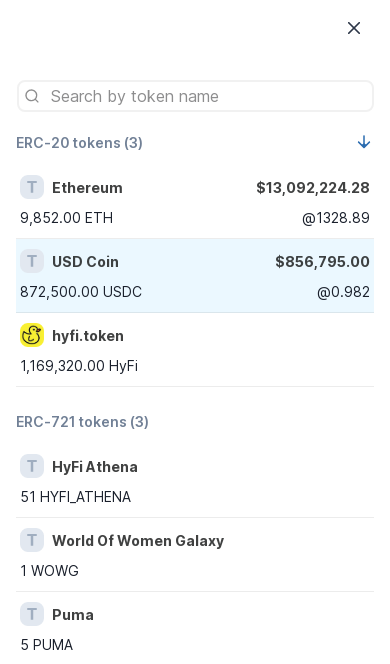 Search by token name
ERC-20 tokens (3)
T Ethereum $13,092,224.28
9,852.00 ETH @1328.89
T USD Coin $856,795.00
872,500.00 USDC @0.982
hyfi.token
1,169,320.00 HyFi
ERC-721 tokens (3)
T HyFi Athena
51 HYFI_ATHENA
T World Of Women Galaxy
1 WOWG
T Puma
5 PUMA